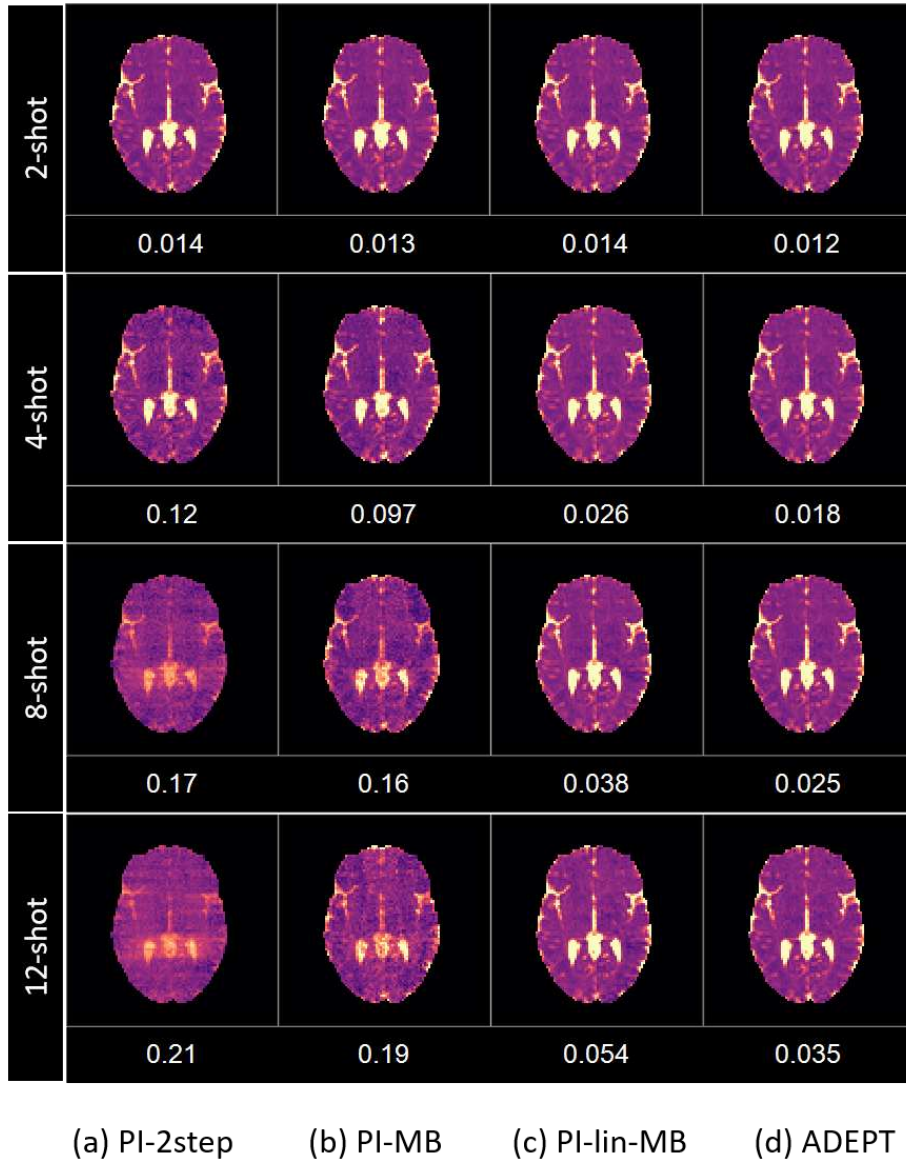 2-shot
0.014 0.013 0.014 0.012
4-shot
0.12 0.097 0.026 0.018
8-shot
0.17 0.16 0.038 0.025
12-shot
0.21 0.19 0.054 0.035
(a) PI-2step (b) PI-MB (c) PI-lin-MB (d) ADEPT